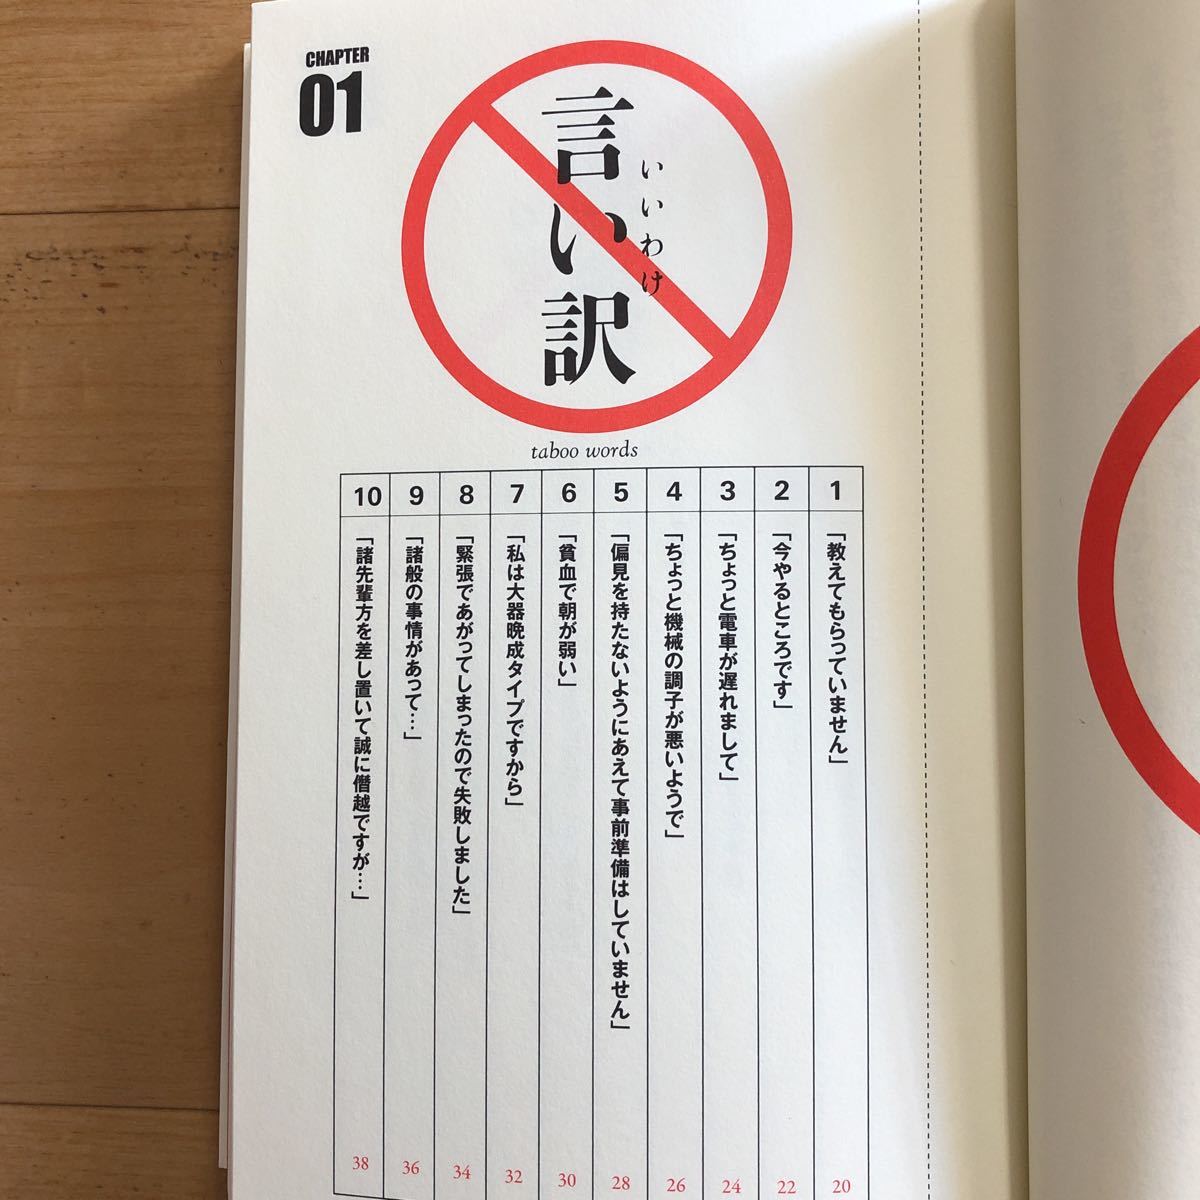 CHAPTER
01
言い訳
いいわけ
taboo words
1
「教えてもらっていません」
20
2
「今やるところです」
22
3
「ちょっと電車が遅れまして」
24
4
「ちょっと機械の調子が悪いようで」
26
5
「偏見を持たないようにあえて事前準備はしていません」
28
6
「貧血で朝が弱い」
30
7
「私は大器晩成タイプですから」
32
8
「緊張であがってしまったので失敗しました」
34
9
「諸般の事情があって…」
36
10
「諸先輩方を差し置いて誠に僭越ですが…」
38